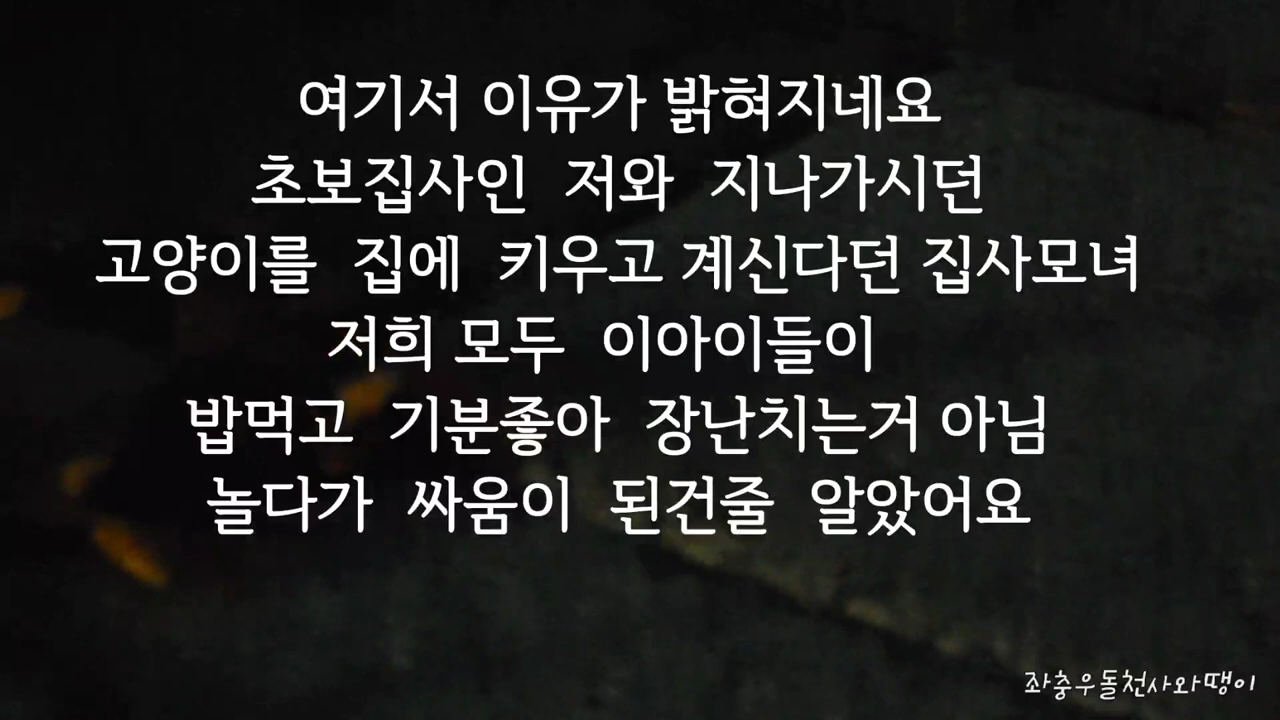 여기서 이유가 밝혀지네요
초보집사인 저와 지나가시던
고양이를 집에 키우고 계신다던 집사모녀
저희 모두 이아이들이
밥먹고 기분좋아 장난치는거 아님
놀다가 싸움이 된건줄 알았어요
좌충우돌천사와땡이